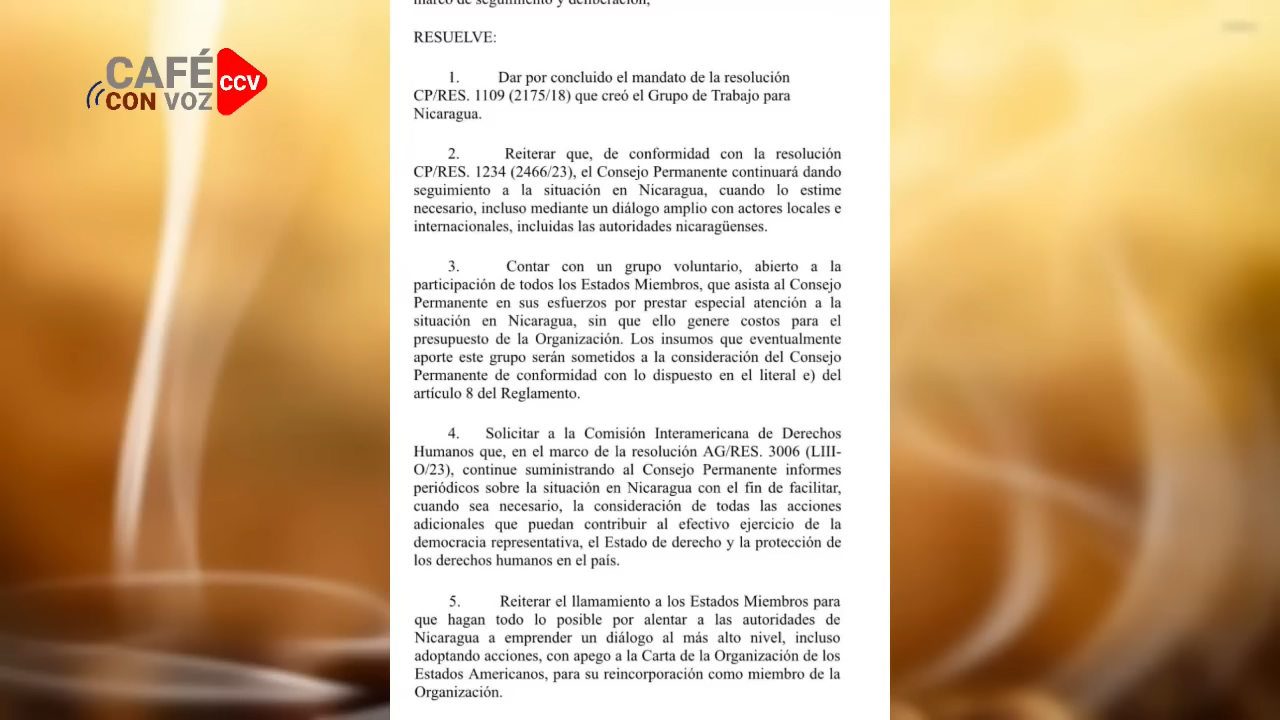 marco de seguimiento y deliberación,
CAFÉ
CON VOZ
CCV
RESUELVE:
1. Dar por concluido el mandato de la resolución
CP/RES. 1109 (2175/18) que creó el Grupo de Trabajo para
Nicaragua.
2. Reiterar que, de conformidad con la resolución
CP/RES. 1234 (2466/23), el Consejo Permanente continuará dando
seguimiento a la situación en Nicaragua, cuando lo estime
necesario, incluso mediante un diálogo amplio con actores locales e
internacionales, incluidas las autoridades nicaragüenses.
3. Contar con un grupo voluntario, abierto a la
participación de todos los Estados Miembros, que asista al Consejo
Permanente en sus esfuerzos por prestar especial atención a la
situación en Nicaragua, sin que ello genere costos para el
presupuesto de la Organización. Los insumos que eventualmente
aporte este grupo serán sometidos a la consideración del Consejo
Permanente de conformidad con lo dispuesto en el literal e) del
artículo 8 del Reglamento.
4. Solicitar a la Comisión Interamericana de Derechos
Humanos que, en el marco de la resolución AG/RES. 3006 (LIII-
O/23), continue suministrando al Consejo Permanente informes
periódicos sobre la situación en Nicaragua con el fin de facilitar,
cuando sea necesario, la consideración de todas las acciones
adicionales que puedan contribuir al efectivo ejercicio de la
democracia representativa, el Estado de derecho y la protección de
los derechos humanos en el país.
5. Reiterar el llamamiento a los Estados Miembros para
que hagan todo lo posible por alentar a las autoridades de
Nicaragua a emprender un diálogo al más alto nivel, incluso
adoptando acciones, con apego a la Carta de la Organización de los
Estados Americanos, para su reincorporación como miembro de la
Organización.